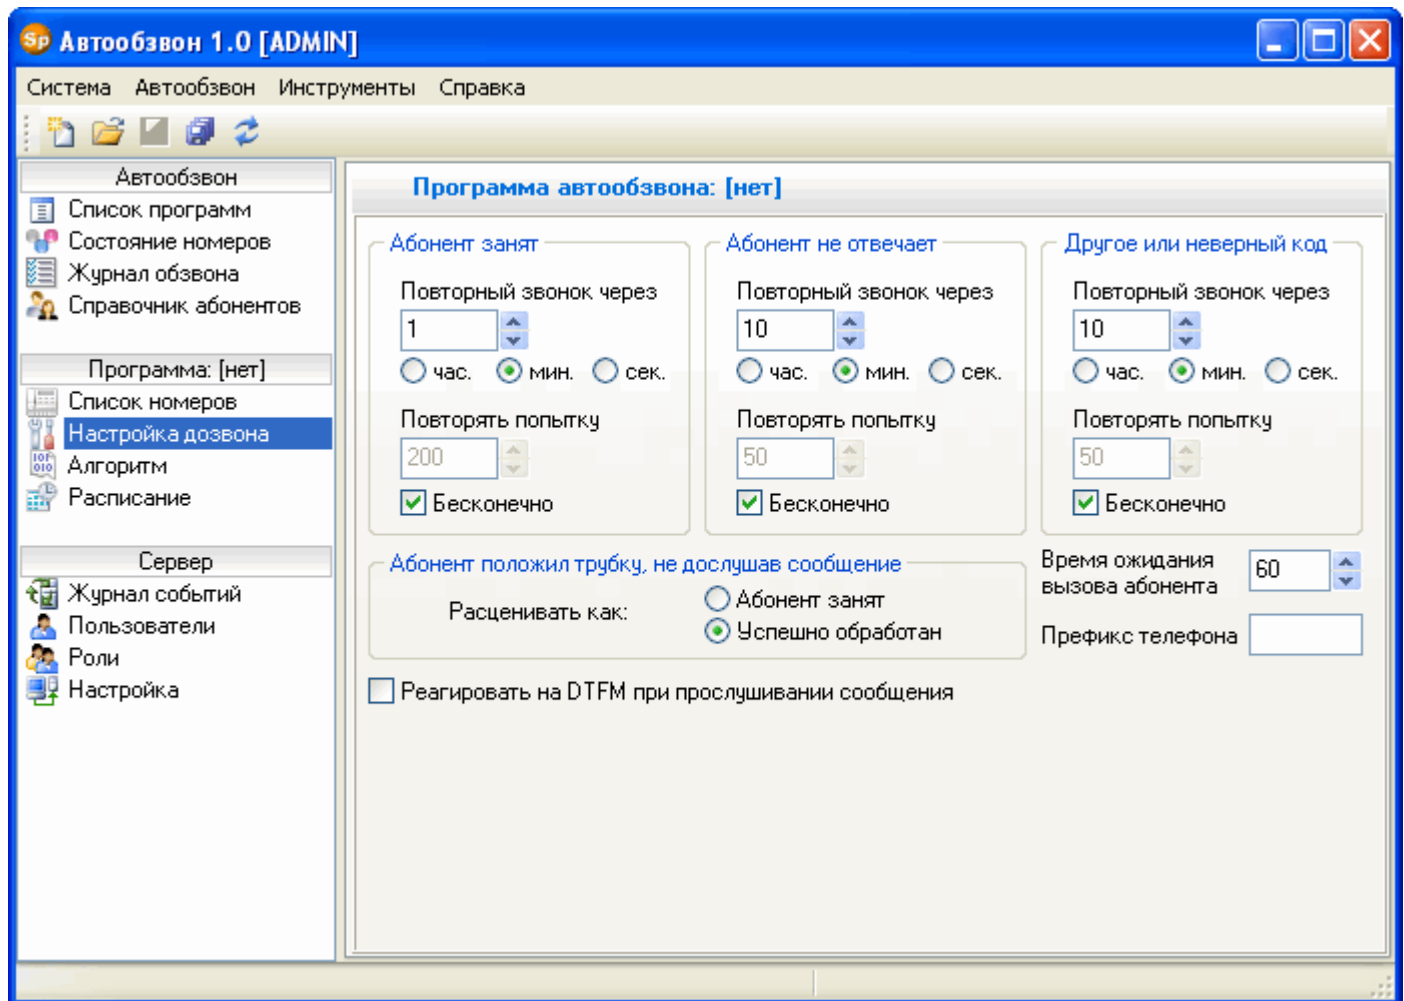 Sp Автообзвон 1.0 [ADMIN]
Система Автообзвон Инструменты Справка
Автообзвон
Список программ
Состояние номеров
Журнал обзвона
Справочник абонентов
Программа: [нет]
Список номеров
Настройка дозвона
Алгоритм
Расписание
Сервер
Журнал событий
Пользователи
Роли
Настройка
Программа автообзвона: [нет]
Абонент занят
Повторный звонок через
1
час. мин. сек.
Повторять попытку
200
Бесконечно
Абонент не отвечает
Повторный звонок через
10
час. мин. сек.
Повторять попытку
50
Бесконечно
Другое или неверный код
Повторный звонок через
10
час. мин. сек.
Повторять попытку
50
Бесконечно
Абонент положил трубку, не дослушав сообщение
Расценивать как:
Абонент занят
Успешно обработан
Время ожидания
вызова абонента
60
Префикс телефона
Реагировать на DTFM при прослушивании сообщения